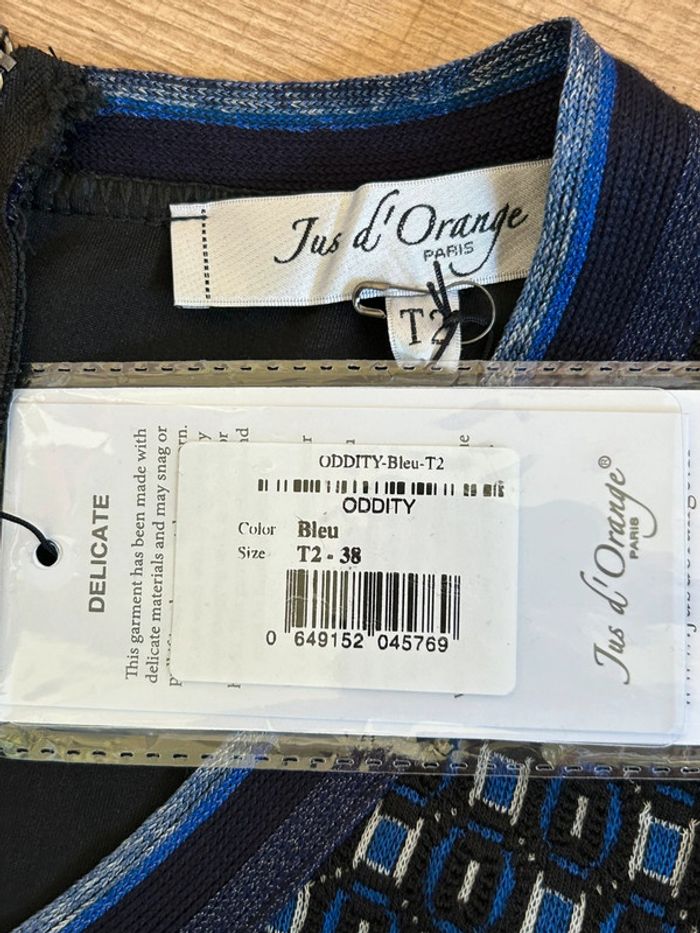 Jus d'Orange
PARIS
T2
DELICATE
This garment has been made with
delicate materials and may snag or
ODDITY-Bleu-T2
ODDITY
Color Bleu
Size T2 - 38
0 649152 045769
Jus d'Orange®
PARIS